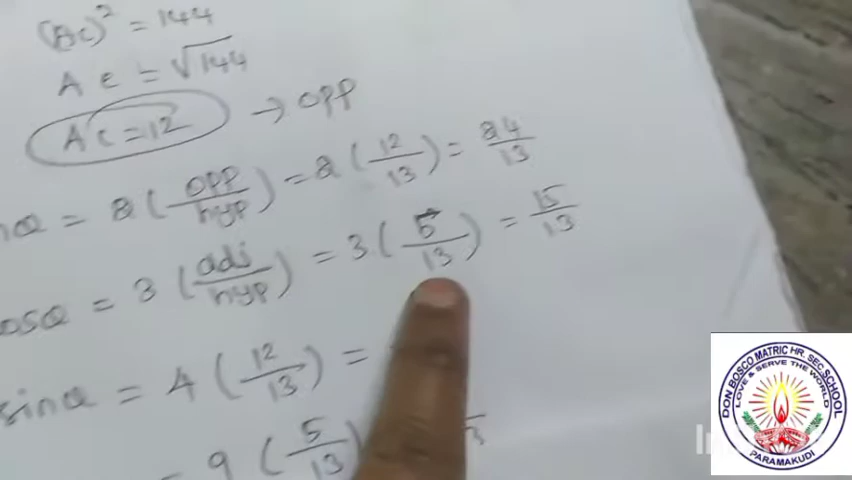 (BC)² = 144
AC = √144
AC = 12 → OPP
= 2 (OPP/hyp) = 2 (12/13) = 24/13
cosθ = 3 (adj/hyp) = 3 (5/13) = 15/13
sinθ = 4 (12/13) =
= 9 (5/13)
DON BOSCO MATRIC HR. SEC SCHOOL
LOVE & SERVE THE WORLD
PARAMAKUDI